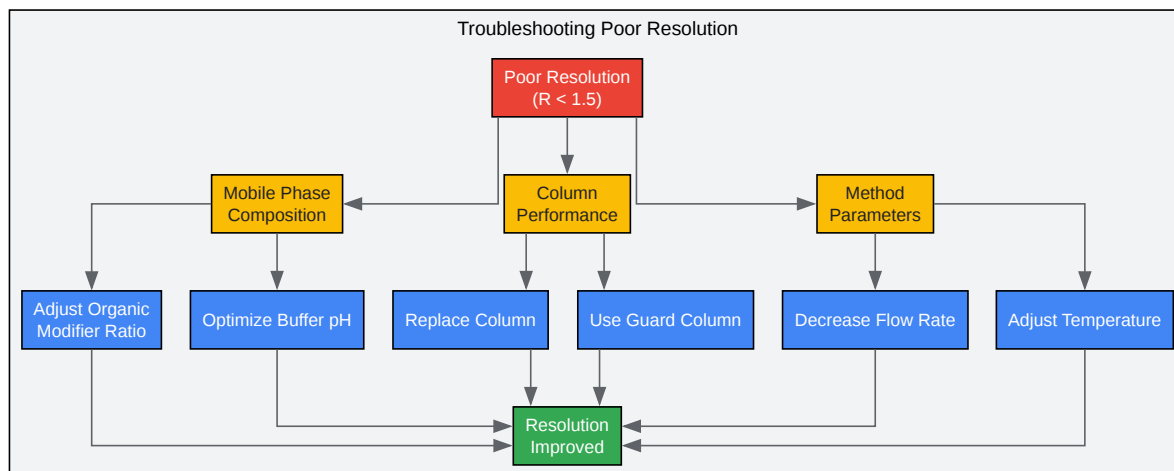 Troubleshooting Poor Resolution
Poor Resolution
(R < 1.5)
Mobile Phase
Composition
Column
Performance
Method
Parameters
Adjust Organic
Modifier Ratio
Optimize Buffer pH
Replace Column
Use Guard Column
Decrease Flow Rate
Adjust Temperature
Resolution
Improved